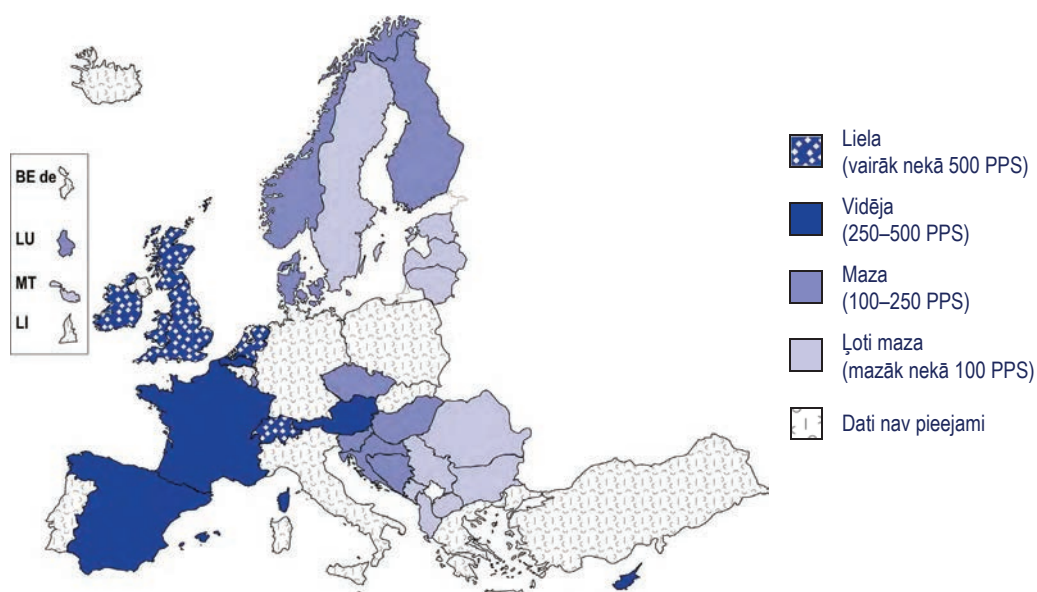 BE de
LU
MT
LI
Liela
(vairāk nekā 500 PPS)
Vidēja
(250–500 PPS)
Maza
(100–250 PPS)
Ļoti maza
(mazāk nekā 100 PPS)
Dati nav pieejami